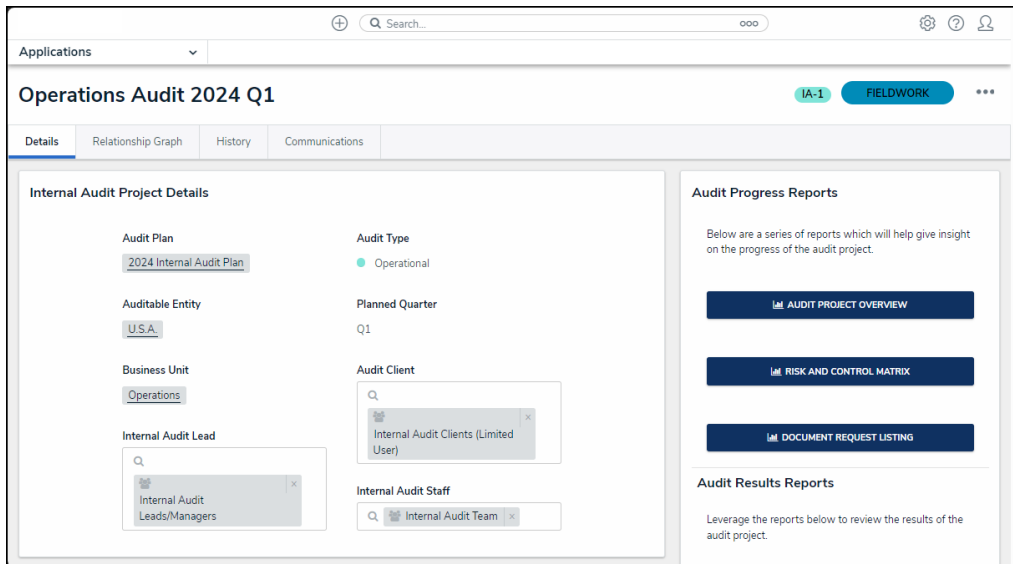 Search...
ooo
Applications
Operations Audit 2024 Q1
IA-1
FIELDWORK
Details
Relationship Graph
History
Communications
Internal Audit Project Details
Audit Plan
2024 Internal Audit Plan
Audit Type
Operational
Auditable Entity
U.S.A.
Planned Quarter
Q1
Business Unit
Operations
Audit Client
Internal Audit Clients (Limited
User)
×
Internal Audit Lead
Internal Audit
Leads/Managers
×
Internal Audit Staff
Internal Audit Team
×
Audit Progress Reports
Below are a series of reports which will help give insight
on the progress of the audit project.
AUDIT PROJECT OVERVIEW
RISK AND CONTROL MATRIX
DOCUMENT REQUEST LISTING
Audit Results Reports
Leverage the reports below to review the results of the
audit project.